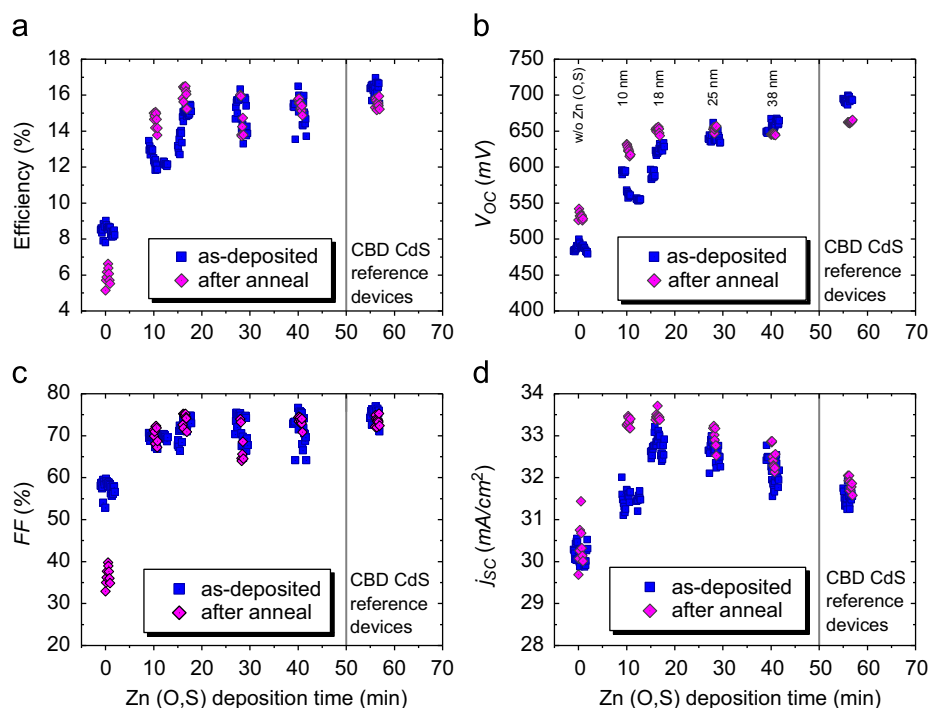 a
18
16
14
12
10
8
6
4
Efficiency (%)
as-deposited
after anneal
CBD CdS
reference
devices
0 10 20 30 40 50 60
b
750
700
650
600
550
500
450
400
V_OC (mV)
w/o Zn (O,S)
10 nm
18 nm
25 nm
38 nm
as-deposited
after anneal
CBD CdS
reference
devices
0 10 20 30 40 50 60
c
80
70
60
50
40
30
20
FF (%)
as-deposited
after anneal
CBD CdS
reference
devices
0 10 20 30 40 50 60
Zn (O,S) deposition time (min)
d
34
33
32
31
30
29
28
j_SC (mA/cm²)
as-deposited
after anneal
CBD CdS
reference
devices
0 10 20 30 40 50 60
Zn (O,S) deposition time (min)